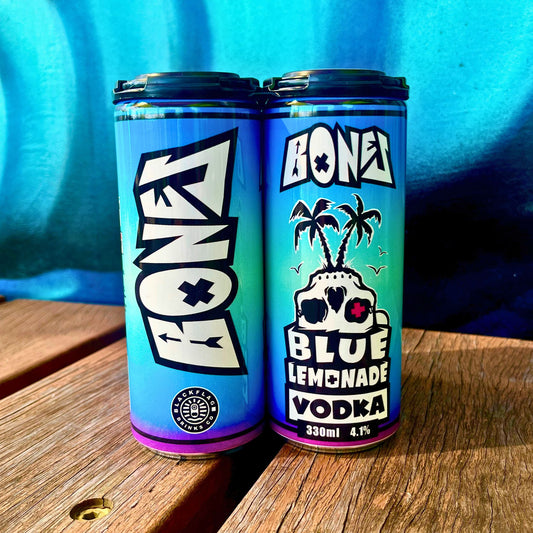 BONES
BLACKFLAG
DRINKS CO
BONES
BLUE
LEMONADE
VODKA
330ml 4.1%